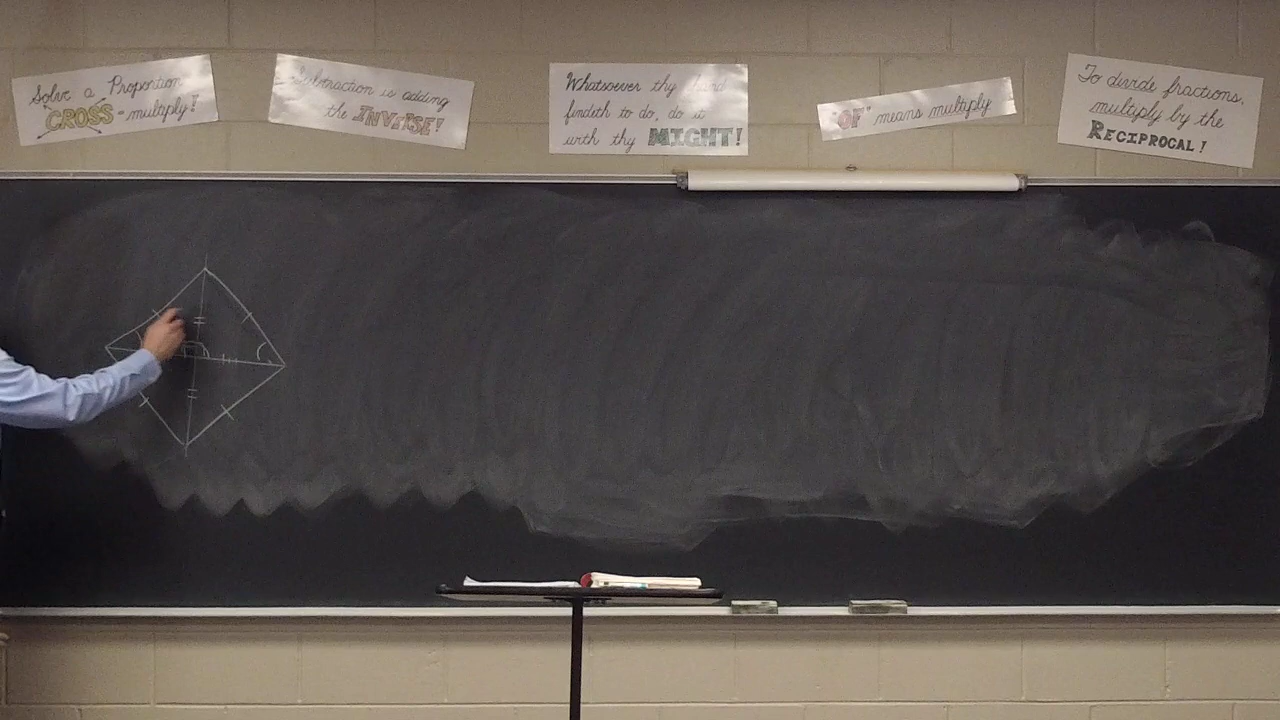 Solve a Proportion
"CROSS"-multiply!
Subtraction is adding
the INVERSE!
Whatsoever thy hand
findeth to do, do it
with thy MIGHT!
"OF" means multiply
To divide fractions,
multiply by the
RECIPROCAL!